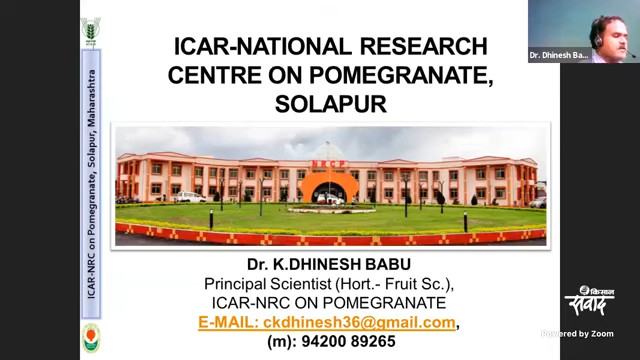 ICAR-NATIONAL RESEARCH
CENTRE ON POMEGRANATE,
SOLAPUR
Dr. Dhinesh Ba...
ICAR-NRC on Pomegranate, Solapur, Maharashtra
NRCP
Dr. K.DHINESH BABU
Principal Scientist (Hort.- Fruit Sc.),
ICAR-NRC ON POMEGRANATE
E-MAIL: ckdhinesh36@gmail.com,
(m): 94200 89265
किसान
संवाद
Powered by Zoom